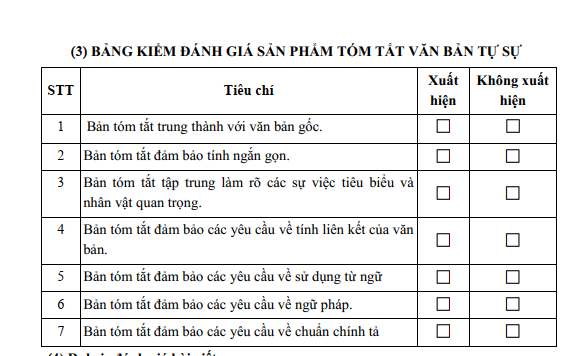 (3) BẢNG KIỂM ĐÁNH GIÁ SẢN PHẨM TÓM TẮT VĂN BẢN TỰ SỰ
STT Tiêu chí Xuất hiện Không xuất hiện
1 Bản tóm tắt trung thành với văn bản gốc.
2 Bản tóm tắt đảm bảo tính ngắn gọn.
3 Bản tóm tắt tập trung làm rõ các sự việc tiêu biểu và
nhân vật quan trọng.
4 Bản tóm tắt đảm bảo các yêu cầu về tính liên kết của văn
bản.
5 Bản tóm tắt đảm bảo các yêu cầu về sử dụng từ ngữ
6 Bản tóm tắt đảm bảo các yêu cầu về ngữ pháp.
7 Bản tóm tắt đảm bảo các yêu cầu về chuẩn chính tả